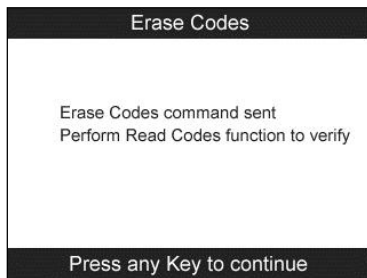 Erase Codes
Erase Codes command sent
Perform Read Codes function to verify
Press any Key to continue